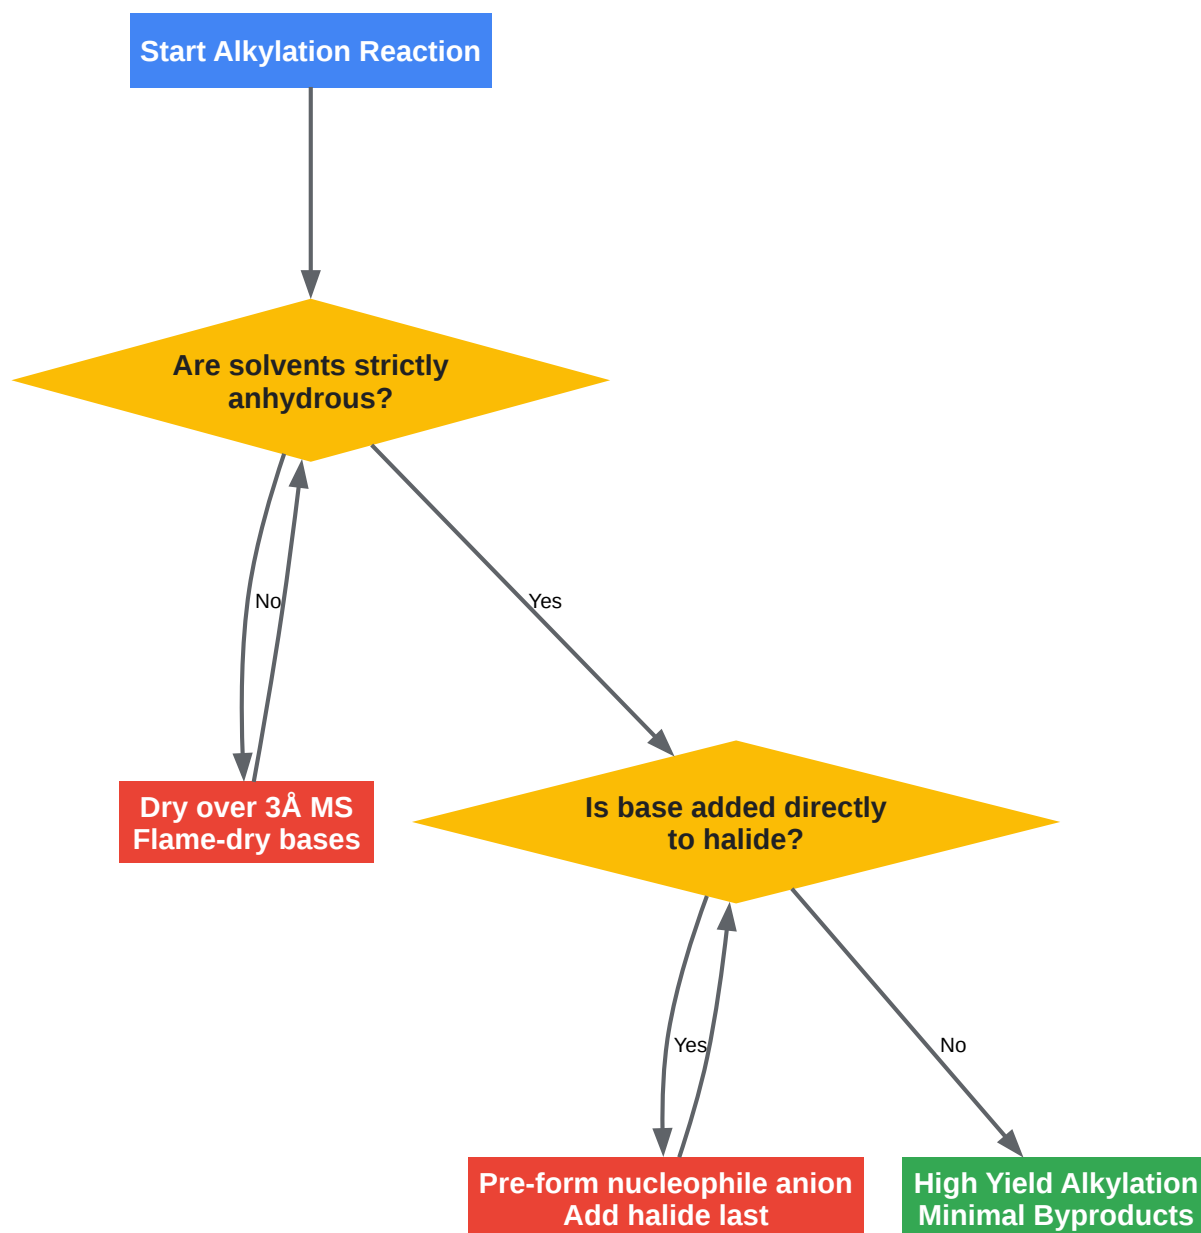 Start Alkylation Reaction
Are solvents strictly
anhydrous?
No
Yes
Dry over 3Å MS
Flame-dry bases
Is base added directly
to halide?
Yes
No
Pre-form nucleophile anion
Add halide last
High Yield Alkylation
Minimal Byproducts